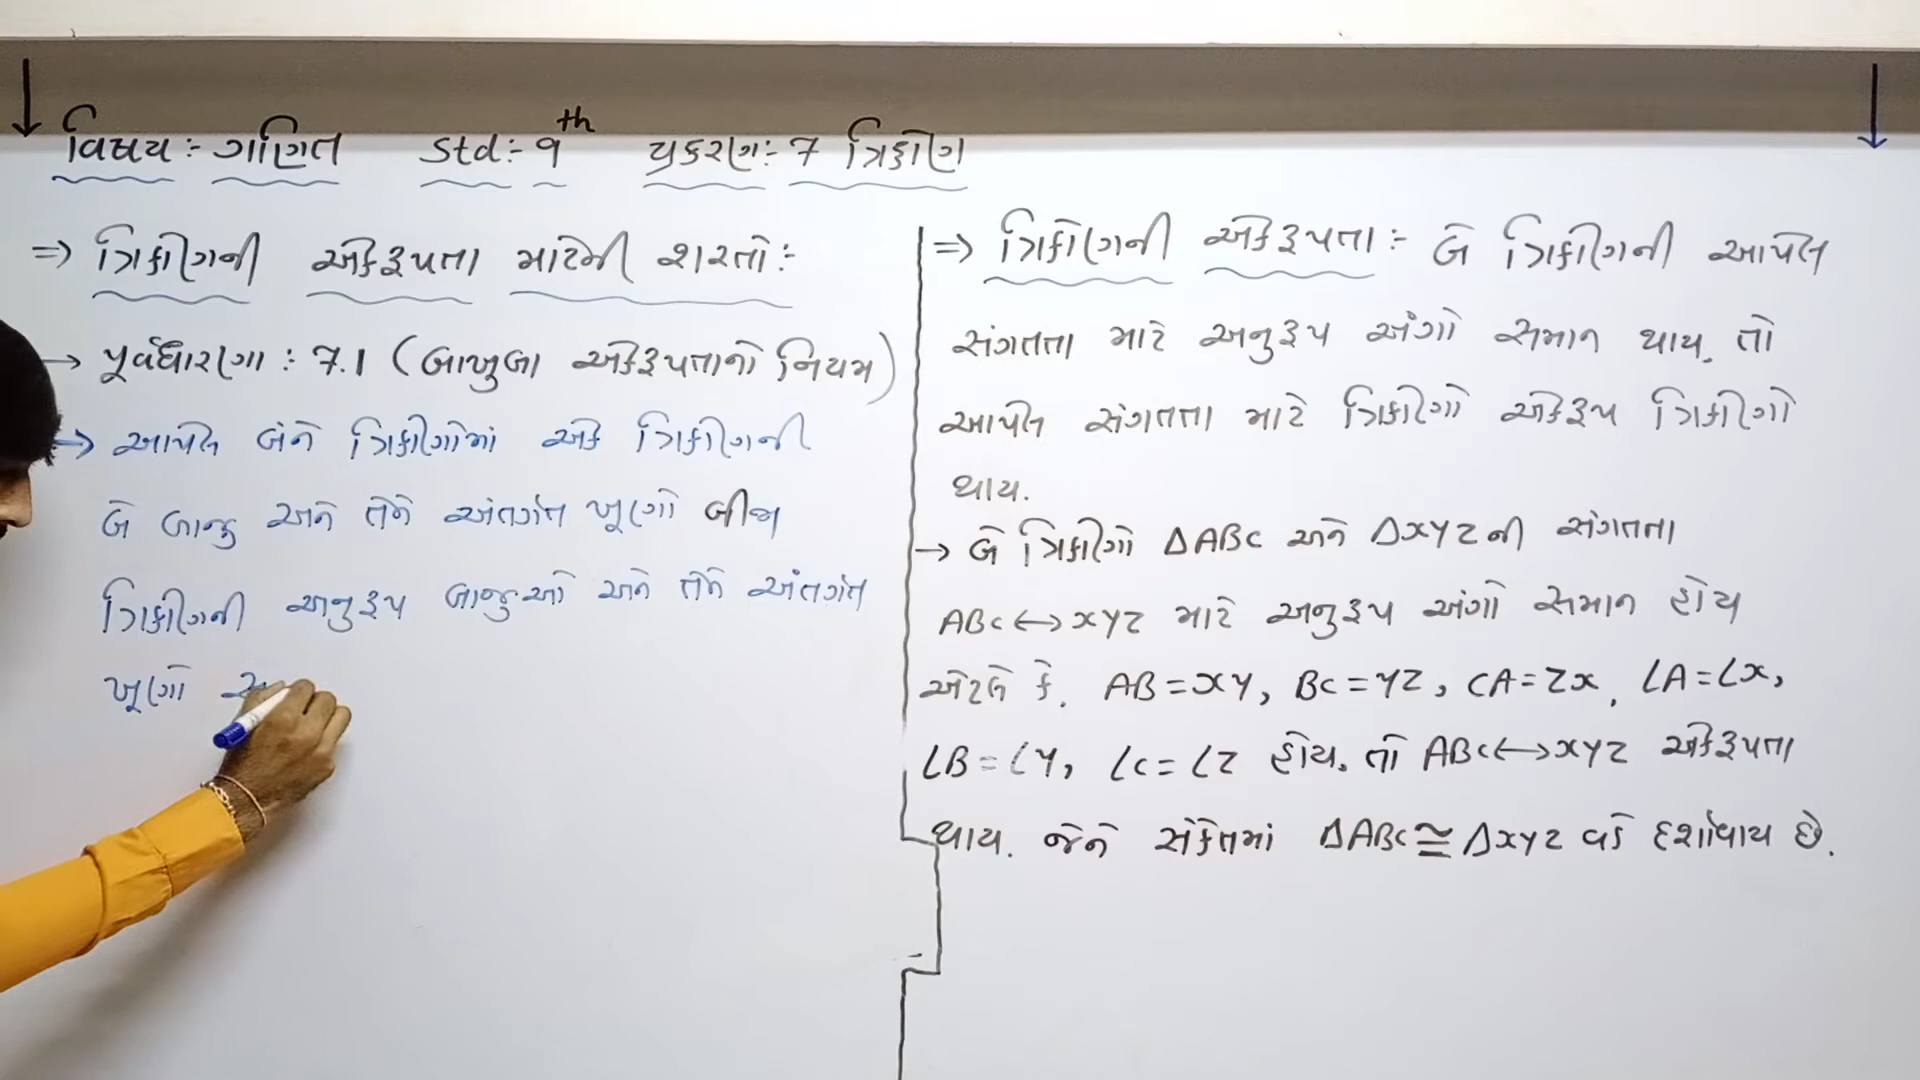 વિષય:- ગણિત std:- 9th પ્રકરણ:- 7 ત્રિકોણ
⇒ ત્રિકોણની એકરૂપતા માટેની શરતો:-
→ પૂર્વધારણા : 7.1 (બાખુબા એકરૂપતાનો નિયમ)
→ આપેલ બંને ત્રિકોણોમાં એક ત્રિકોણની
બે બાજુ અને તેને અંતર્ગત ખૂણો બીજા
ત્રિકોણની અનુરૂપ બાજુઓ અને તેને અંતર્ગત
ખૂણો
⇒ ત્રિકોણની એકરૂપતા:- બે ત્રિકોણની આપેલ
સંગતતા માટે અનુરૂપ અંગો સમાન થાય. તો
આપેલ સંગતતા માટે ત્રિકોણો એકરૂપ ત્રિકોણો
થાય.
→ બે ત્રિકોણો ΔABC અને ΔXYZ ની સંગતતા
ABC↔XYZ માટે અનુરૂપ અંગો સમાન હોય
એટલે કે. AB=XY, BC=YZ, CA=ZX, ∠A=∠X,
∠B=∠Y, ∠C=∠Z હોય. તો ABC↔XYZ એકરૂપતા
થાય. જેને સંકેતમાં ΔABC≅ΔXYZ વડે દર્શાવાય છે.